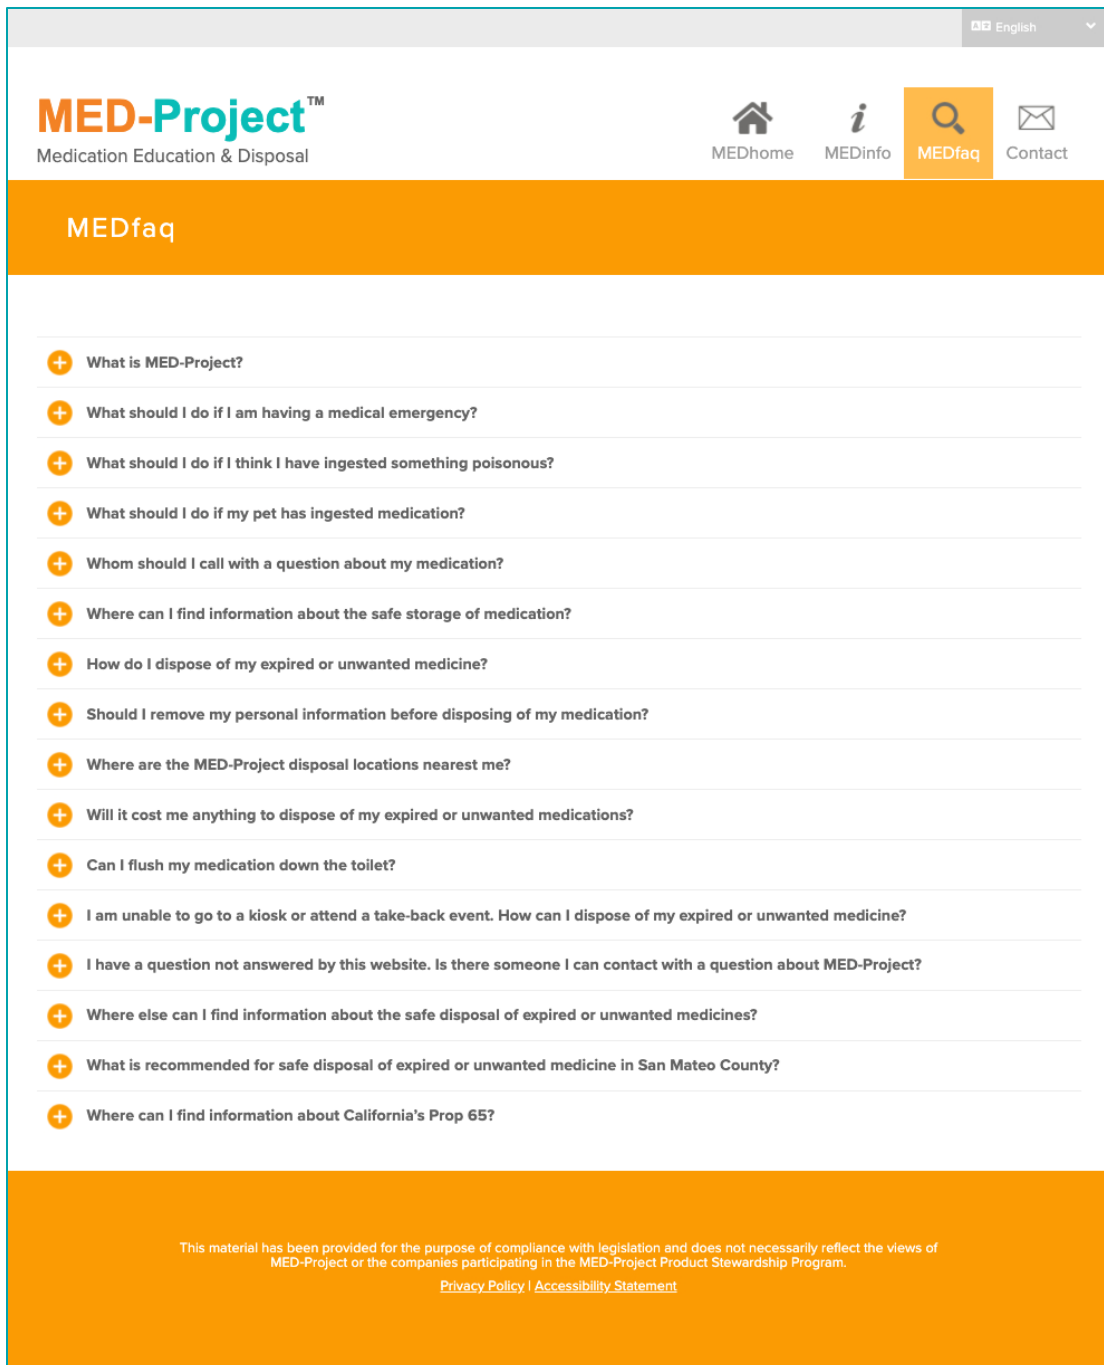 English
MED-Project™
Medication Education & Disposal
MEDhome
MEDinfo
MEDfaq
Contact
MEDfaq
What is MED-Project?
What should I do if I am having a medical emergency?
What should I do if I think I have ingested something poisonous?
What should I do if my pet has ingested medication?
Whom should I call with a question about my medication?
Where can I find information about the safe storage of medication?
How do I dispose of my expired or unwanted medicine?
Should I remove my personal information before disposing of my medication?
Where are the MED-Project disposal locations nearest me?
Will it cost me anything to dispose of my expired or unwanted medications?
Can I flush my medication down the toilet?
I am unable to go to a kiosk or attend a take-back event. How can I dispose of my expired or unwanted medicine?
I have a question not answered by this website. Is there someone I can contact with a question about MED-Project?
Where else can I find information about the safe disposal of expired or unwanted medicines?
What is recommended for safe disposal of expired or unwanted medicine in San Mateo County?
Where can I find information about California's Prop 65?
This material has been provided for the purpose of compliance with legislation and does not necessarily reflect the views of
MED-Project or the companies participating in the MED-Project Product Stewardship Program.
Privacy Policy | Accessibility Statement